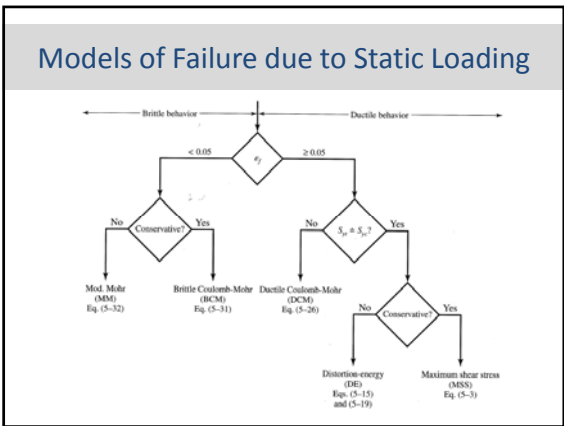 Models of Failure due to Static Loading
Brittle behavior
Ductile behavior
< 0.05
εf
≥ 0.05
No
Conservative?
Yes
No
Syt ≐ Syc?
Yes
Mod. Mohr
(MM)
Eq. (5–32)
Brittle Coulomb-Mohr
(BCM)
Eq. (5–31)
Ductile Coulomb-Mohr
(DCM)
Eq. (5–26)
No
Conservative?
Yes
Distortion-energy
(DE)
Eqs. (5–15)
and (5–19)
Maximum shear stress
(MSS)
Eq. (5–3)